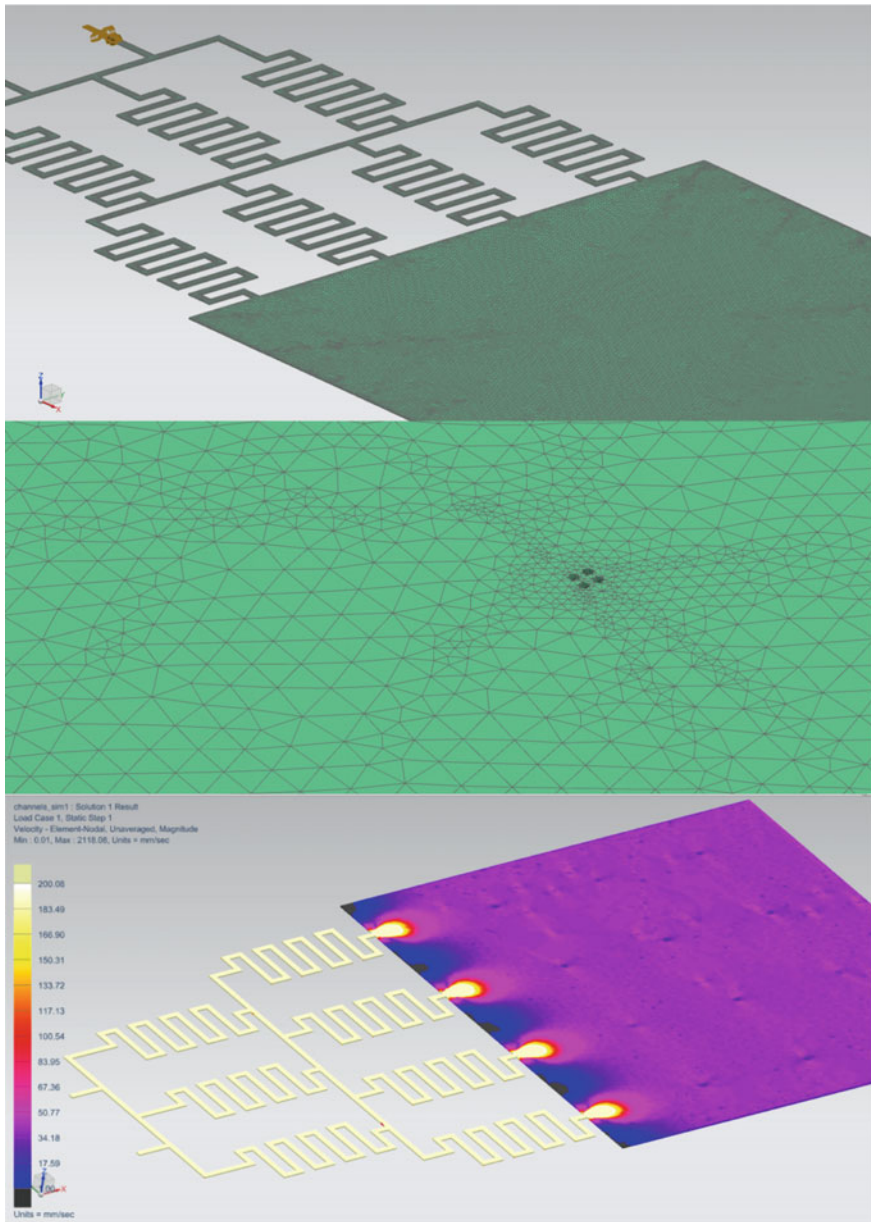 Z
X
channels_sim1 : Solution 1 Result
Load Case 1, Static Step 1
Velocity - Element-Nodal, Unaveraged, Magnitude
Min : 0.01, Max : 2118.06, Units = mm/sec
200.08
183.49
166.90
150.31
133.72
117.13
100.54
83.95
67.36
50.77
34.18
17.59
1.00
Z
X
Units = mm/sec